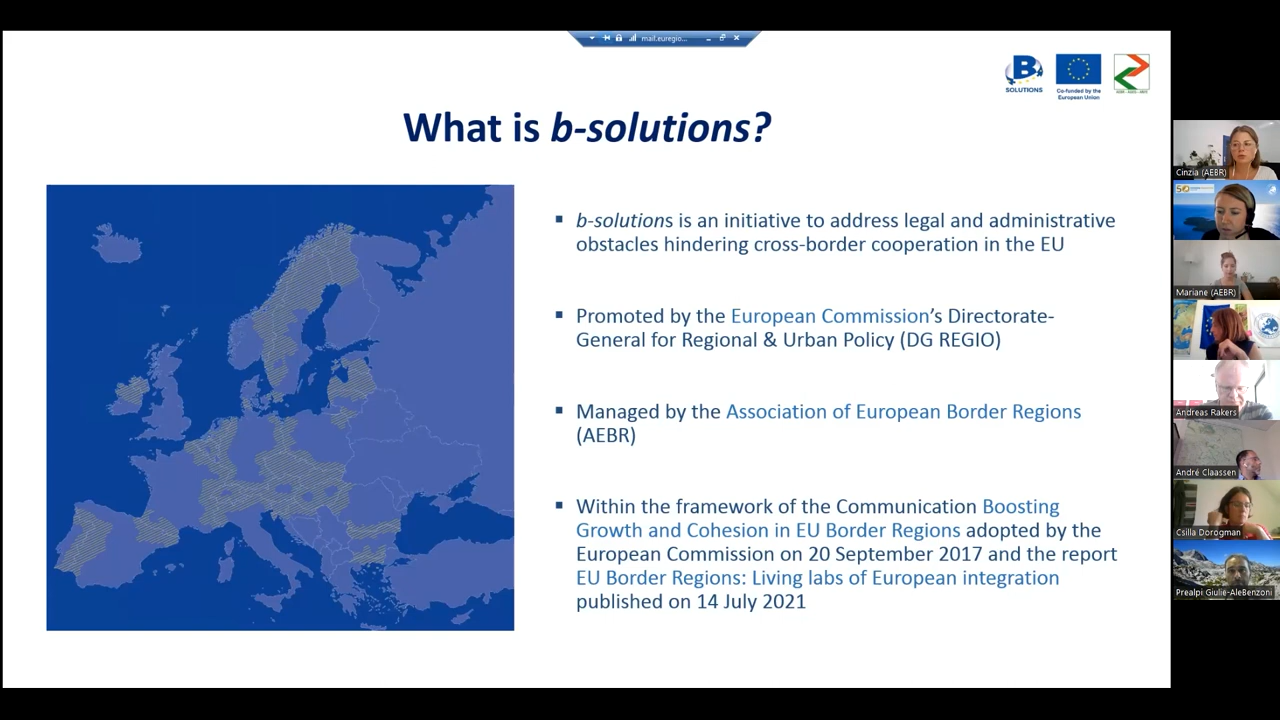 mail.euregio...
B
SOLUTIONS
Co-funded by the
European Union
What is b-solutions?
▪ b-solutions is an initiative to address legal and administrative
obstacles hindering cross-border cooperation in the EU
▪ Promoted by the European Commission’s Directorate-
General for Regional & Urban Policy (DG REGIO)
▪ Managed by the Association of European Border Regions
(AEBR)
▪ Within the framework of the Communication Boosting
Growth and Cohesion in EU Border Regions adopted by the
European Commission on 20 September 2017 and the report
EU Border Regions: Living labs of European integration
published on 14 July 2021
Cinzia (AEBR)
50
Mariane (AEBR)
Andreas Rakers
André Claassen
Csilla Dorogman
Prealpi Giulie-AleBenzoni